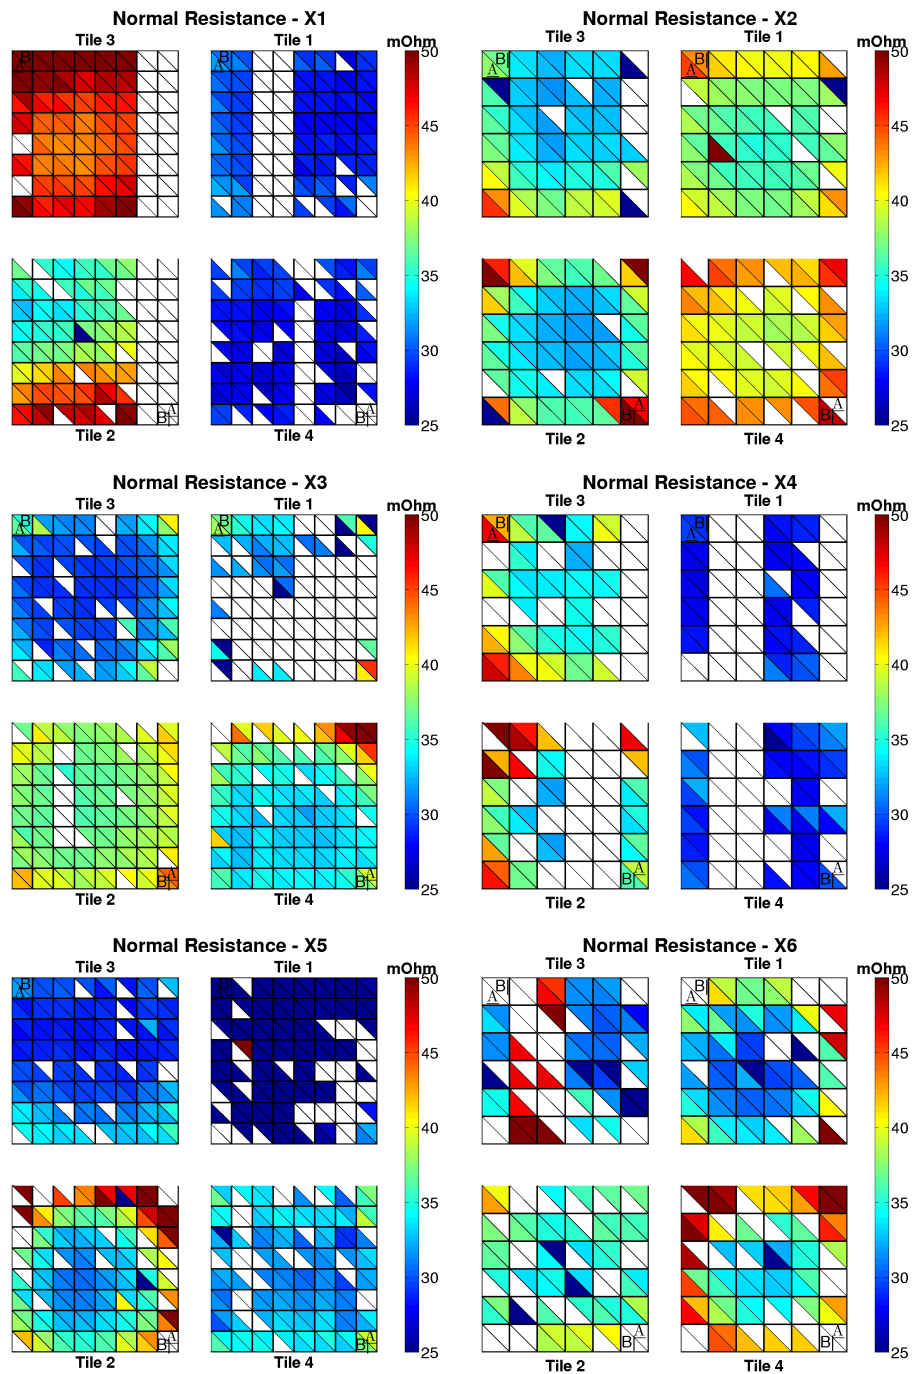 Normal Resistance - X1
Tile 3
Tile 1
mOhm
B
A
50
45
40
35
30
25
B
A
A
B
Tile 2
A
B
Tile 4
Normal Resistance - X2
Tile 3
Tile 1
mOhm
B
A
50
45
40
35
30
25
B
A
A
B
Tile 2
A
B
Tile 4
Normal Resistance - X3
Tile 3
Tile 1
mOhm
B
A
50
45
40
35
30
25
B
A
A
B
Tile 2
A
B
Tile 4
Normal Resistance - X4
Tile 3
Tile 1
mOhm
B
A
50
45
40
35
30
25
B
A
A
B
Tile 2
A
B
Tile 4
Normal Resistance - X5
Tile 3
Tile 1
mOhm
B
A
50
45
40
35
30
25
B
A
A
B
Tile 2
A
B
Tile 4
Normal Resistance - X6
Tile 3
Tile 1
mOhm
B
A
50
45
40
35
30
25
B
A
A
B
Tile 2
A
B
Tile 4